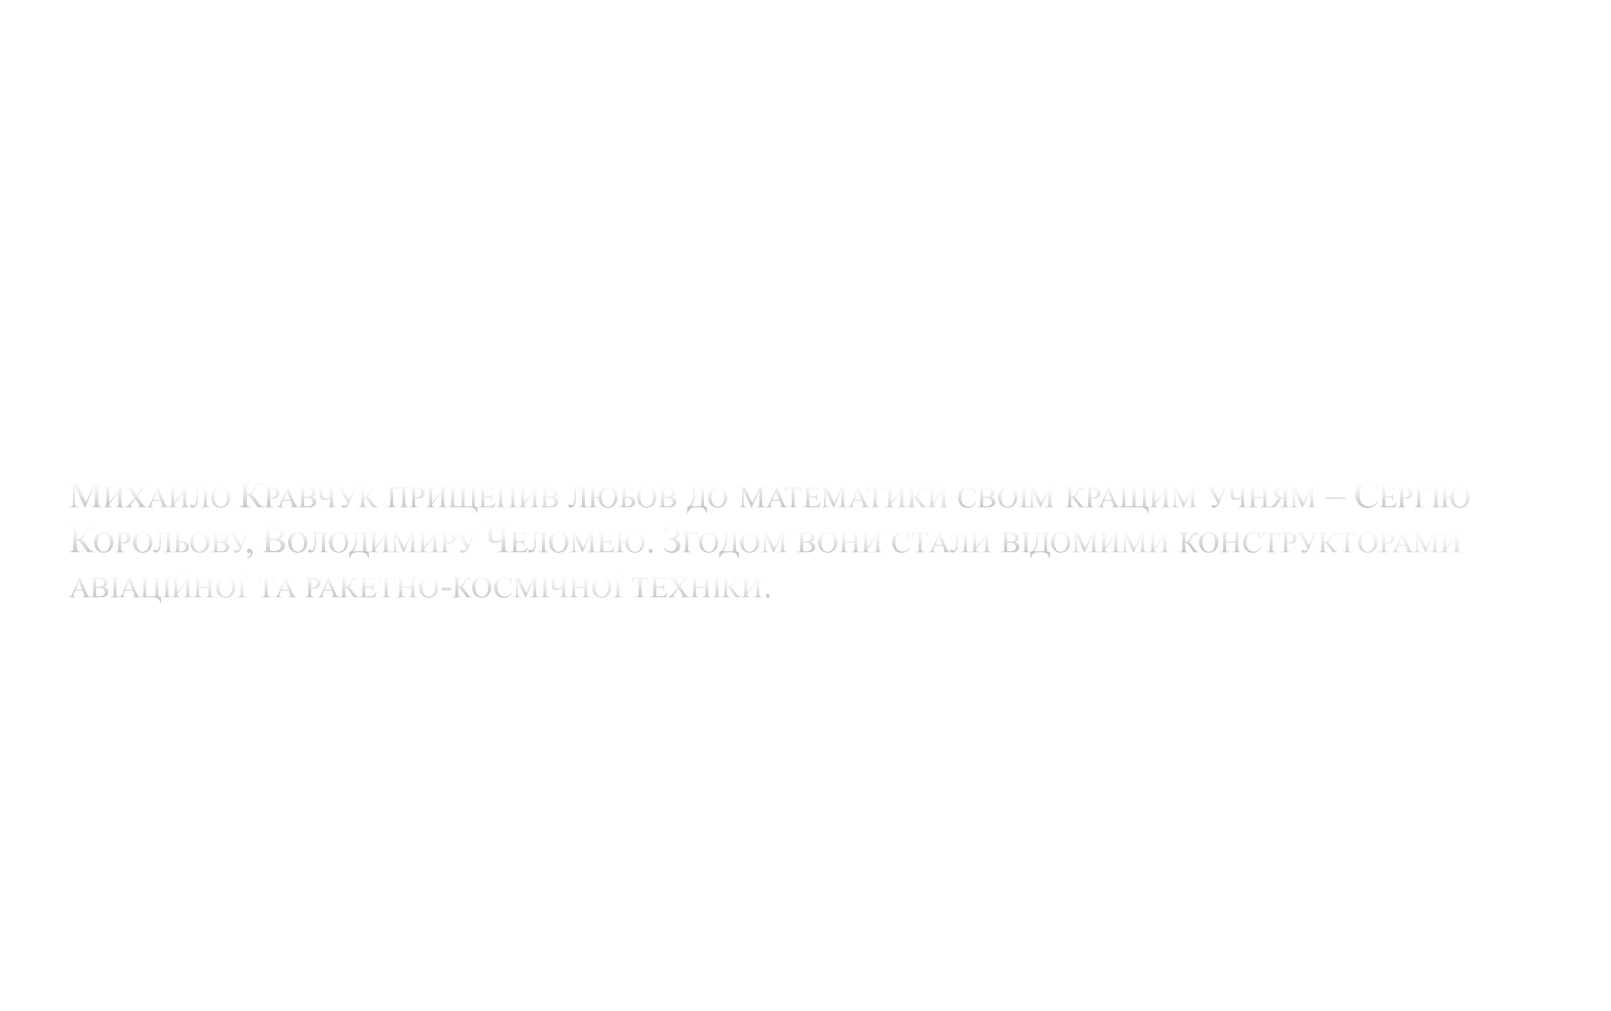 Михайло Кравчук прищепив любов до математики своїм кращим учням – Сергію
Корольову, Володимиру Челомею. Згодом вони стали відомими конструкторами
авіаційної та ракетно-космічної техніки.